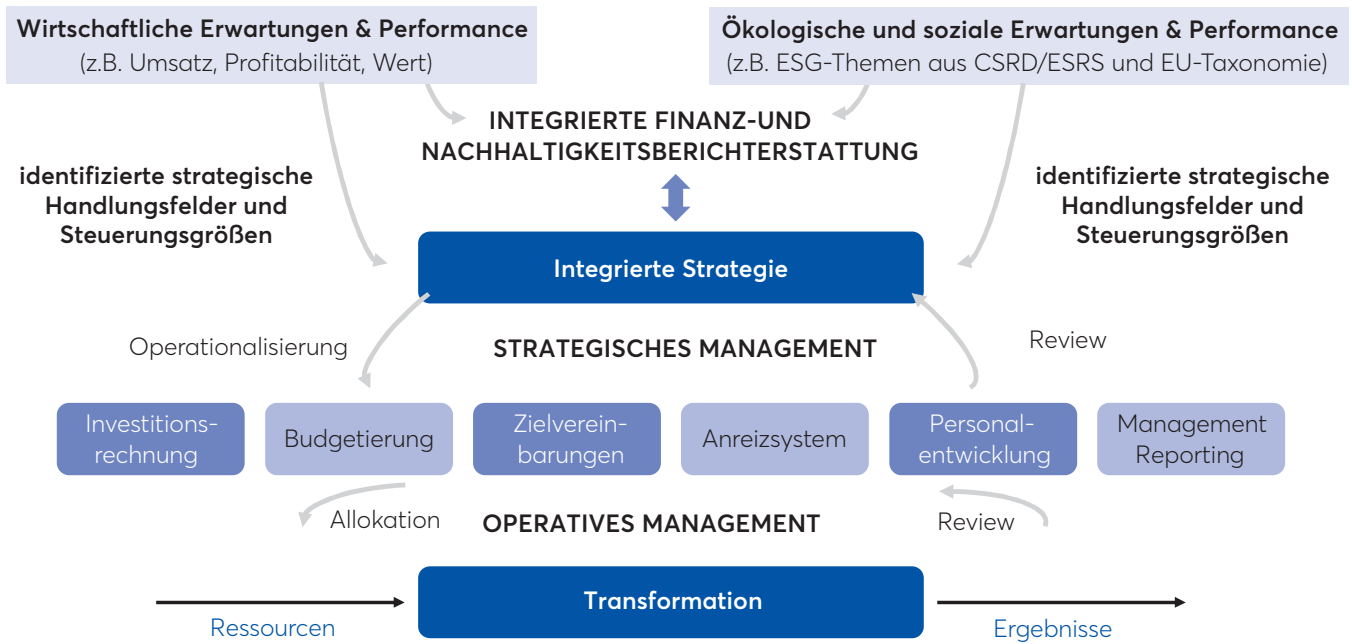 Wirtschaftliche Erwartungen & Performance
(z.B. Umsatz, Profitabilität, Wert)
Ökologische und soziale Erwartungen & Performance
(z.B. ESG-Themen aus CSRD/ESRS und EU-Taxonomie)
INTEGRIERTE FINANZ-UND
NACHHALTIGKEITSBERICHTERSTATTUNG
identifizierte strategische
Handlungsfelder und
Steuerungsgrößen
identifizierte strategische
Handlungsfelder und
Steuerungsgrößen
Integrierte Strategie
Operationalisierung
STRATEGISCHES MANAGEMENT
Review
Investitions-
rechnung
Budgetierung
Zielverein-
barungen
Anreizsystem
Personal-
entwicklung
Management
Reporting
Allokation
OPERATIVES MANAGEMENT
Review
Transformation
Ressourcen
Ergebnisse